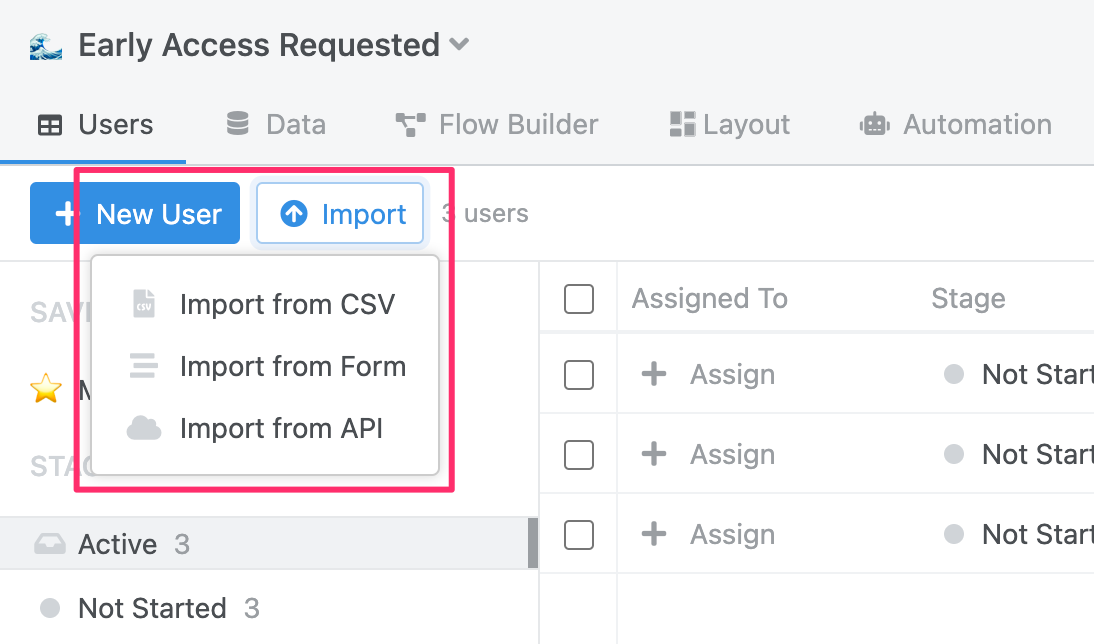 Early Access Requested
Users Data Flow Builder Layout Automation
New User Import 3 users
Import from CSV
Import from Form
Import from API
Assigned To Stage
Assign Not Start
Assign Not Start
Assign Not Start
Active 3
Not Started 3